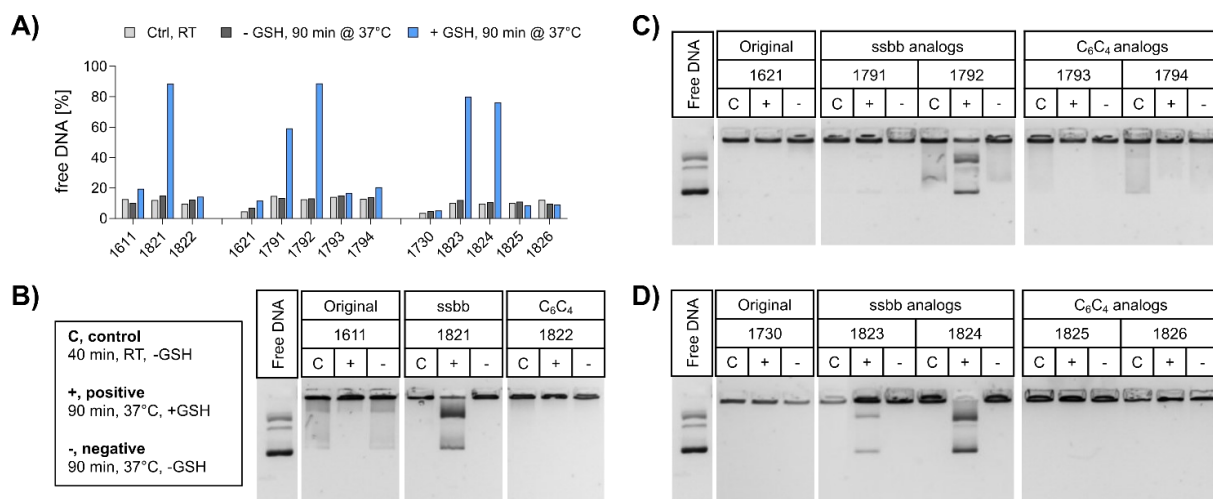 A)
Ctrl, RT
- GSH, 90 min @ 37°C
+ GSH, 90 min @ 37°C
free DNA [%]
100
80
60
40
20
0
1611
1821
1822
1621
1791
1792
1793
1794
1730
1823
1824
1825
1826
B)
C, control
40 min, RT, -GSH
+, positive
90 min, 37°C, +GSH
-, negative
90 min, 37°C, -GSH
Free DNA
Original
ssbb
C₆C₄
1611
1821
1822
C + - C + - C + -
C)
Free DNA
Original
ssbb analogs
C₆C₄ analogs
1621
1791
1792
1793
1794
C + - C + - C + - C + - C + -
D)
Free DNA
Original
ssbb analogs
C₆C₄ analogs
1730
1823
1824
1825
1826
C + - C + - C + - C + - C + -